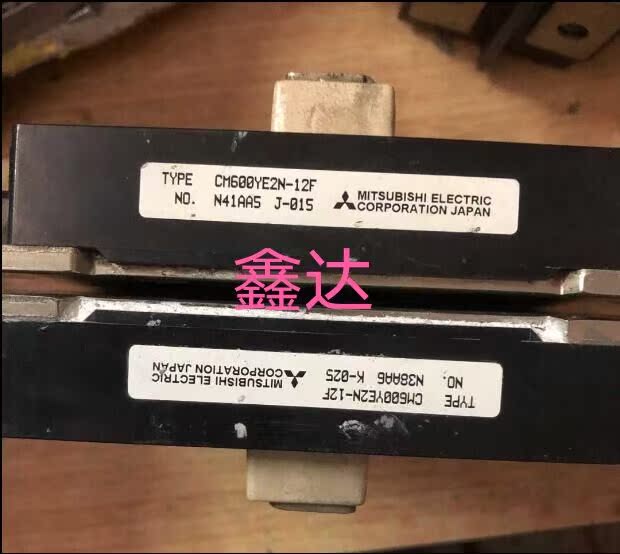 TYPE CM600YE2N-12F
NO. N41AA5 J-015
MITSUBISHI ELECTRIC
CORPORATION JAPAN
鑫达
TYPE CM600YE2N-12F
NO. N38AA6 K-025
MITSUBISHI ELECTRIC
CORPORATION JAPAN